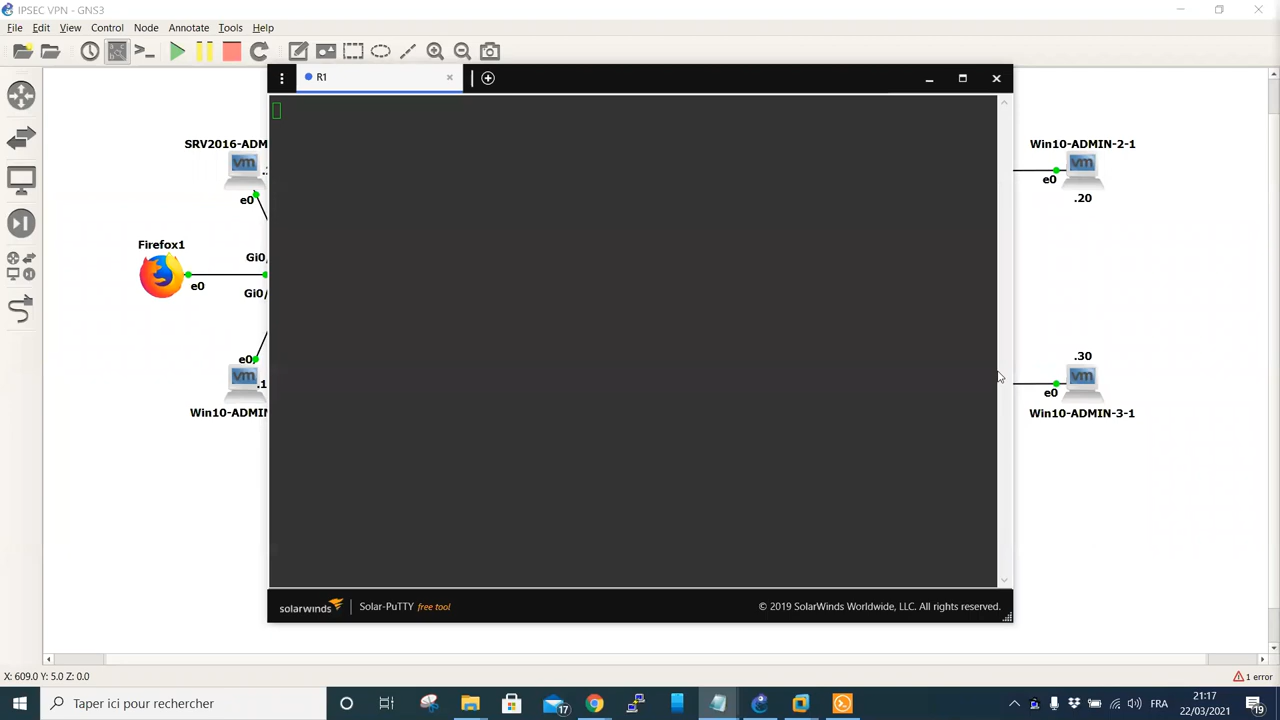 IPSEC VPN - GNS3
File Edit View Control Node Annotate Tools Help
R1
SRV2016-ADM
Win10-ADMIN-2-1
e0
e0
.20
Firefox1
Gi0
e0
Gi0/
e0
.30
.1
e0
Win10-ADMIN
Win10-ADMIN-3-1
solarwinds Solar-PuTTY free tool
© 2019 SolarWinds Worldwide, LLC. All rights reserved.
X: 609.0 Y: 5.0 Z: 0.0
1 error
Taper ici pour rechercher
17
FR
21:17
22/03/2021
19